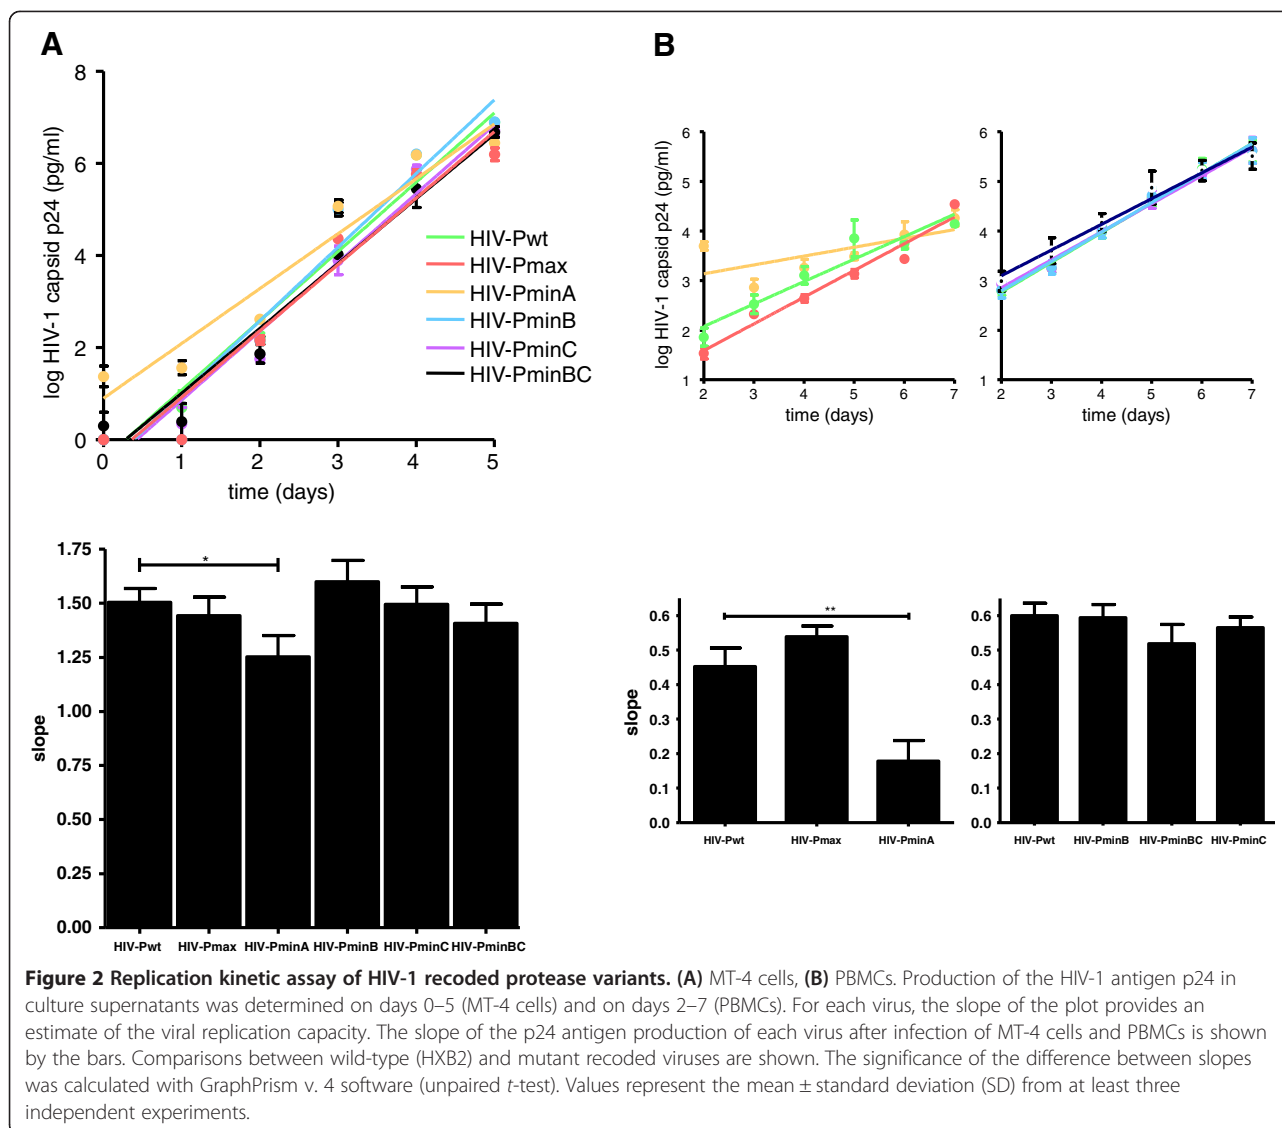 A
B
8
6
4
2
0
log HIV-1 capsid p24 (pg/ml)
0 1 2 3 4 5
time (days)
HIV-Pwt
HIV-Pmax
HIV-PminA
HIV-PminB
HIV-PminC
HIV-PminBC
6
5
4
3
2
1
log HIV-1 capsid p24 (pg/ml)
2 3 4 5 6 7
time (days)
6
5
4
3
2
1
2 3 4 5 6 7
time (days)
1.75
1.50
1.25
1.00
0.75
0.50
0.25
0.00
slope
*
HIV-Pwt HIV-Pmax HIV-PminA HIV-PminB HIV-PminC HIV-PminBC
0.6
0.5
0.4
0.3
0.2
0.1
0.0
slope
**
HIV-Pwt HIV-Pmax HIV-PminA
0.6
0.5
0.4
0.3
0.2
0.1
0.0
HIV-Pwt HIV-PminB HIV-PminBC HIV-PminC
Figure 2 Replication kinetic assay of HIV-1 recoded protease variants. (A) MT-4 cells, (B) PBMCs. Production of the HIV-1 antigen p24 in
culture supernatants was determined on days 0–5 (MT-4 cells) and on days 2–7 (PBMCs). For each virus, the slope of the plot provides an
estimate of the viral replication capacity. The slope of the p24 antigen production of each virus after infection of MT-4 cells and PBMCs is shown
by the bars. Comparisons between wild-type (HXB2) and mutant recoded viruses are shown. The significance of the difference between slopes
was calculated with GraphPrism v. 4 software (unpaired t-test). Values represent the mean ± standard deviation (SD) from at least three
independent experiments.